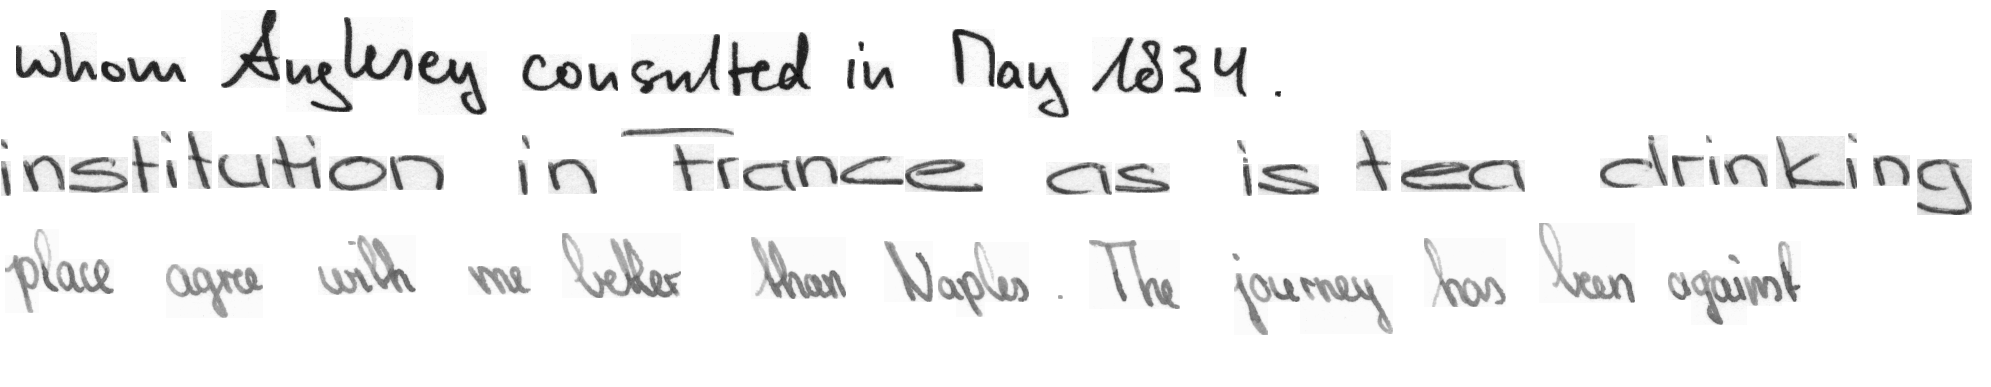 whom Anglesey consulted in May 1834.
institution in France as is tea drinking
place agree with me better than Naples. The journey has been against